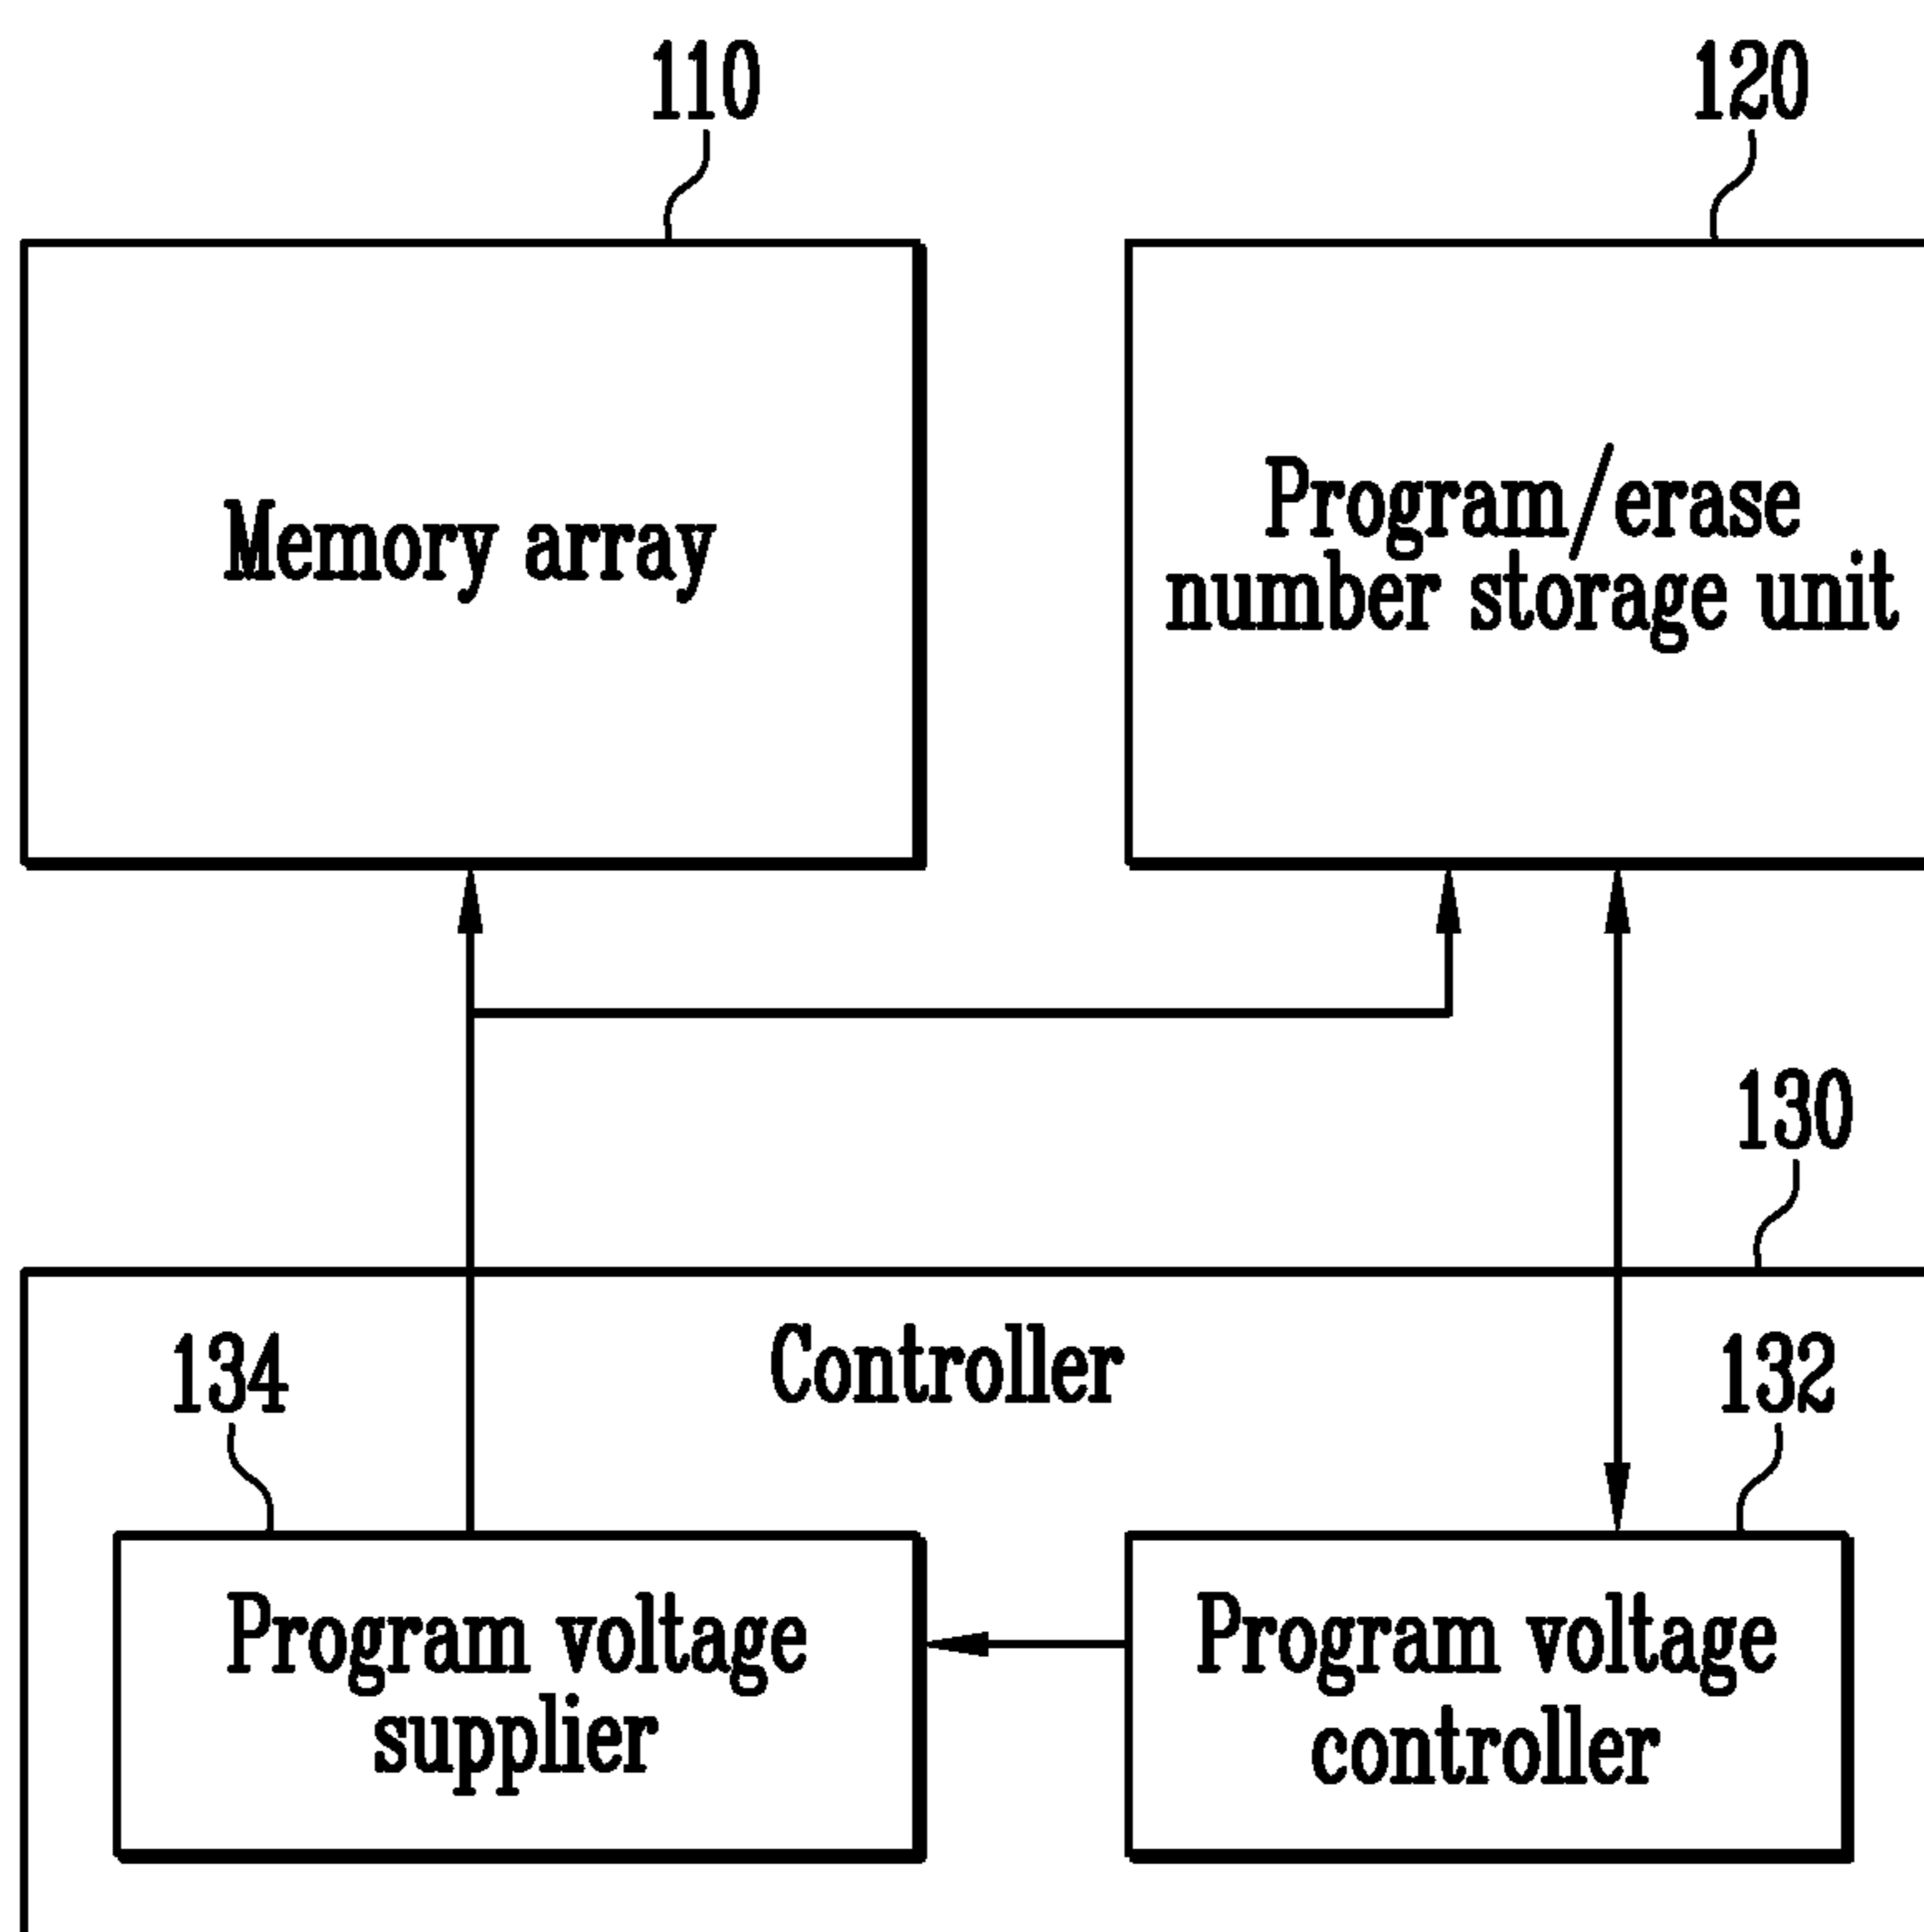 110
120
Memory array
Program/erase
number storage unit
130
Controller
134
132
Program voltage
supplier
Program voltage
controller